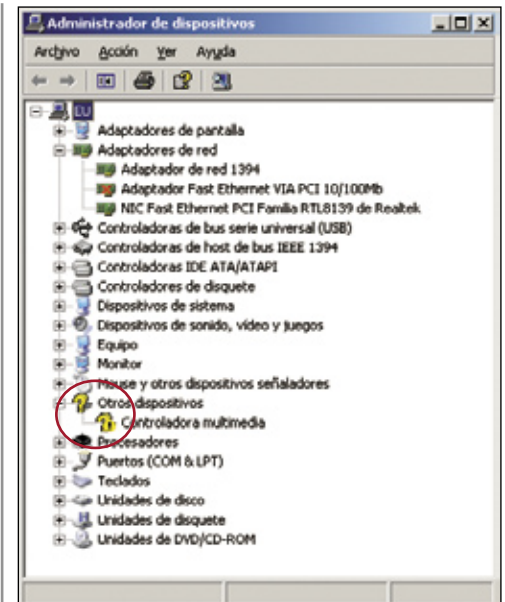 Administrador de dispositivos
Archivo Acción Ver Ayuda
EU
Adaptadores de pantalla
Adaptadores de red
Adaptador de red 1394
Adaptador Fast Ethernet VIA PCI 10/100Mb
NIC Fast Ethernet PCI Familia RTL8139 de Realtek
Controladoras de bus serie universal (USB)
Controladoras de host de bus IEEE 1394
Controladoras IDE ATA/ATAPI
Controladores de disquete
Dispositivos de sistema
Dispositivos de sonido, vídeo y juegos
Equipo
Monitor
Mouse y otros dispositivos señaladores
Otros dispositivos
Controladora multimedia
Procesadores
Puertos (COM & LPT)
Teclados
Unidades de disco
Unidades de disquete
Unidades de DVD/CD-ROM